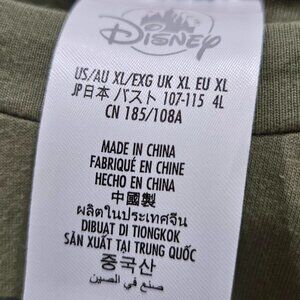 Disney
US/AU XL/EXG UK XL EU XL
JP日本 バスト 107-115 4L
CN 185/108A
MADE IN CHINA
FABRIQUÉ EN CHINE
HECHO EN CHINA
中國製
ผลิตในประเทศจีน
DIBUAT DI TIONGKOK
SẢN XUẤT TẠI TRUNG QUỐC
중국산
صنع في الصين